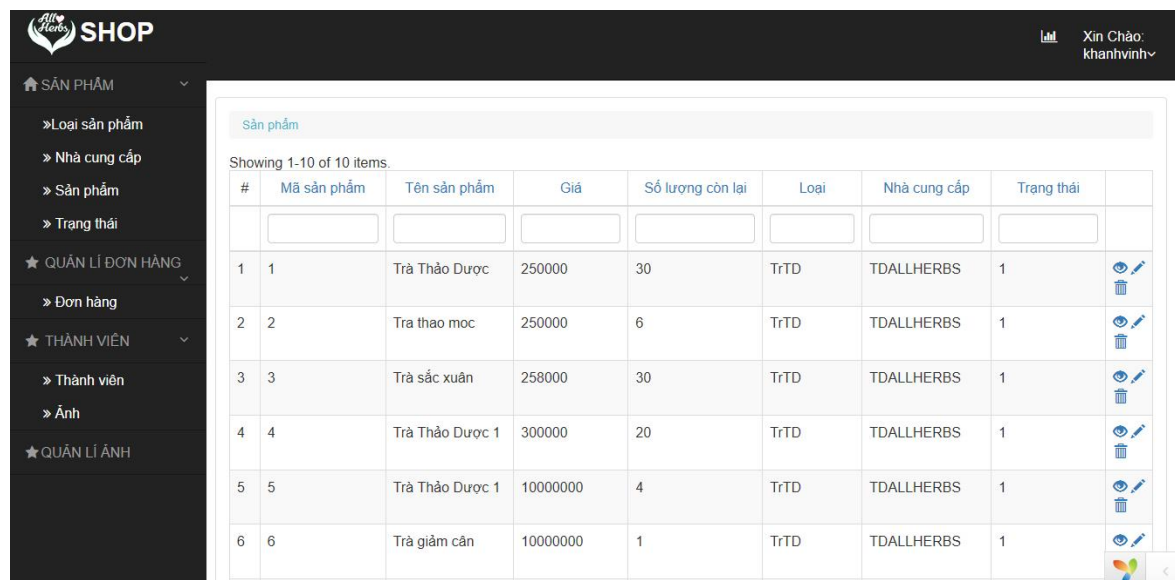 All
Herbs
SHOP
Xin Chào:
khanhvinh
SẢN PHẨM
»Loại sản phẩm
» Nhà cung cấp
» Sản phẩm
» Trạng thái
QUẢN LÍ ĐƠN HÀNG
» Đơn hàng
THÀNH VIÊN
» Thành viên
» Ảnh
QUẢN LÍ ẢNH
Sản phẩm
Showing 1-10 of 10 items.
# Mã sản phẩm Tên sản phẩm Giá Số lượng còn lại Loại Nhà cung cấp Trạng thái
1 1 Trà Thảo Dược 250000 30 TrTD TDALLHERBS 1
2 2 Tra thao moc 250000 6 TrTD TDALLHERBS 1
3 3 Trà sắc xuân 258000 30 TrTD TDALLHERBS 1
4 4 Trà Thảo Dược 1 300000 20 TrTD TDALLHERBS 1
5 5 Trà Thảo Dược 1 10000000 4 TrTD TDALLHERBS 1
6 6 Trà giảm cân 10000000 1 TrTD TDALLHERBS 1